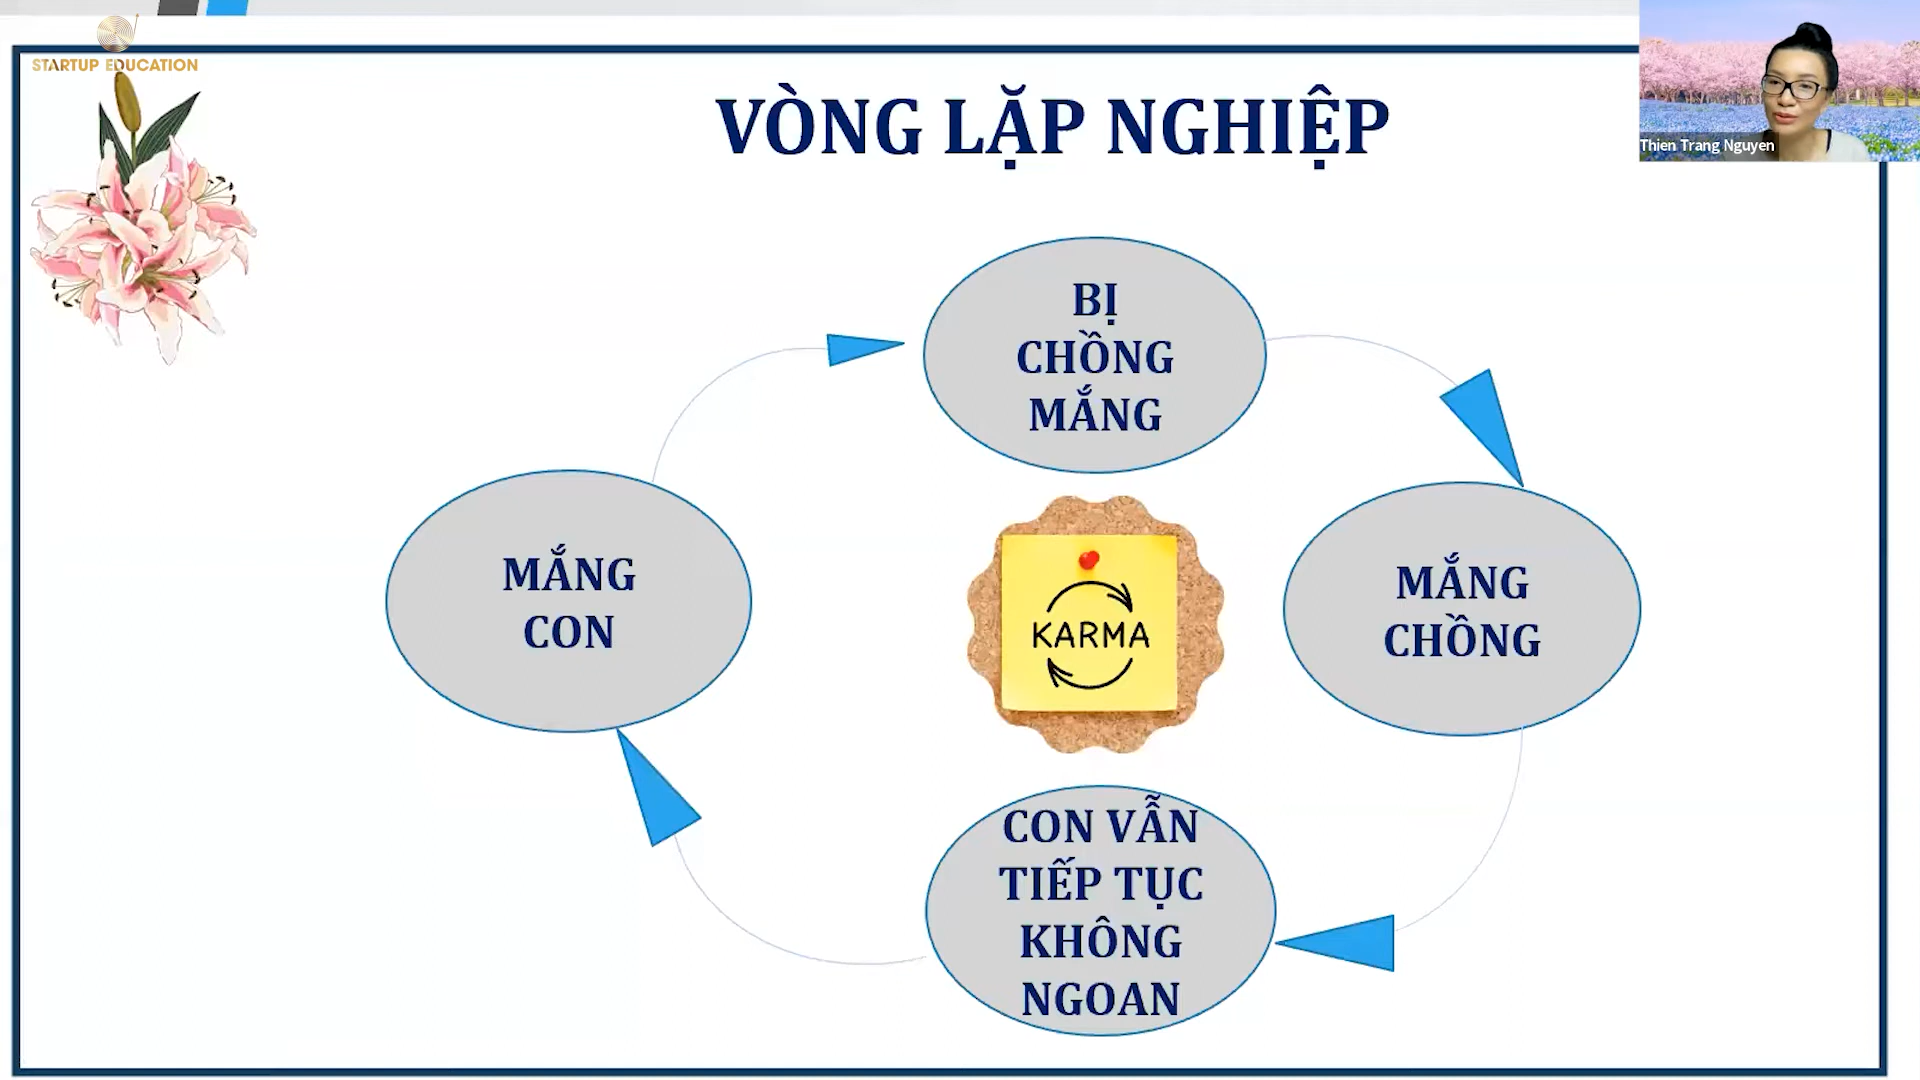 STARTUP EDUCATION
VÒNG LẶP NGHIỆP
Thien Trang Nguyen
BỊ
CHỒNG
MẮNG
MẮNG
CON
KARMA
MẮNG
CHỒNG
CON VẪN
TIẾP TỤC
KHÔNG
NGOAN